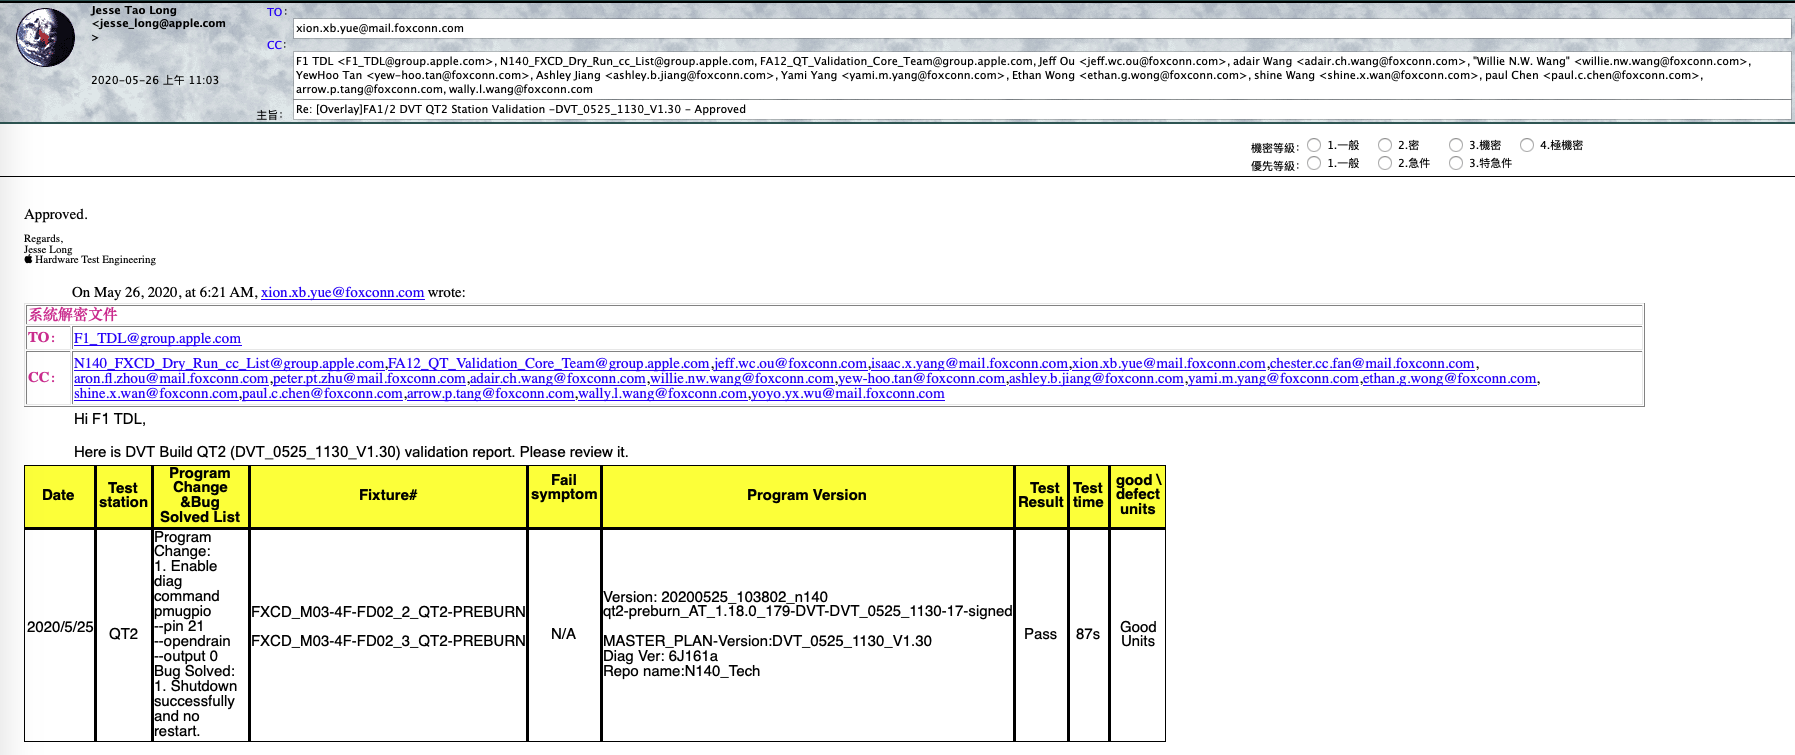 Jesse Tao Long
<jesse_long@apple.com
>
2020-05-26 上午 11:03
TO:
xion.xb.yue@mail.foxconn.com
CC:
F1 TDL <F1_TDL@group.apple.com>, N140_FXCD_Dry_Run_cc_List@group.apple.com, FA12_QT_Validation_Core_Team@group.apple.com, Jeff Ou <jeff.wc.ou@foxconn.com>, adair Wang <adair.ch.wang@foxconn.com>, "Willie N.W. Wang" <willie.nw.wang@foxconn.com>,
YewHoo Tan <yew-hoo.tan@foxconn.com>, Ashley Jiang <ashley.b.jiang@foxconn.com>, Yami Yang <yami.m.yang@foxconn.com>, Ethan Wong <ethan.g.wong@foxconn.com>, shine Wang <shine.x.wan@foxconn.com>, paul Chen <paul.c.chen@foxconn.com>,
arrow.p.tang@foxconn.com, wally.l.wang@foxconn.com
主旨:
Re: [Overlay]FA1/2 DVT QT2 Station Validation -DVT_0525_1130_V1.30 - Approved
機密等級: 1.一般 2.密 3.機密 4.極機密
優先等級: 1.一般 2.急件 3.特急件
Approved.
Regards,
Jesse Long
Hardware Test Engineering
On May 26, 2020, at 6:21 AM, xion.xb.yue@foxconn.com wrote:
系統解密文件
TO: F1_TDL@group.apple.com
CC:
N140_FXCD_Dry_Run_cc_List@group.apple.com,FA12_QT_Validation_Core_Team@group.apple.com,jeff.wc.ou@foxconn.com,isaac.x.yang@mail.foxconn.com,xion.xb.yue@mail.foxconn.com,chester.cc.fan@mail.foxconn.com,
aron.fl.zhou@mail.foxconn.com,peter.pt.zhu@mail.foxconn.com,adair.ch.wang@foxconn.com,willie.nw.wang@foxconn.com,yew-hoo.tan@foxconn.com,ashley.b.jiang@foxconn.com,yami.m.yang@foxconn.com,ethan.g.wong@foxconn.com,
shine.x.wan@foxconn.com,paul.c.chen@foxconn.com,arrow.p.tang@foxconn.com,wally.l.wang@foxconn.com,yoyo.yx.wu@mail.foxconn.com
Hi F1 TDL,
Here is DVT Build QT2 (DVT_0525_1130_V1.30) validation report. Please review it.
Date
Test
station
Program
Change
&Bug
Solved List
Fixture#
Fail
symptom
Program Version
Test
Result
Test
time
good \
defect
units
2020/5/25
QT2
Program
Change:
1. Enable
diag
command
pmugpio
--pin 21
--opendrain
--output 0
Bug Solved:
1. Shutdown
successfully
and no
restart.
FXCD_M03-4F-FD02_2_QT2-PREBURN
FXCD_M03-4F-FD02_3_QT2-PREBURN
N/A
Version: 20200525_103802_n140
qt2-preburn_AT_1.18.0_179-DVT-DVT_0525_1130-17-signed
MASTER_PLAN-Version:DVT_0525_1130_V1.30
Diag Ver: 6J161a
Repo name:N140_Tech
Pass
87s
Good
Units